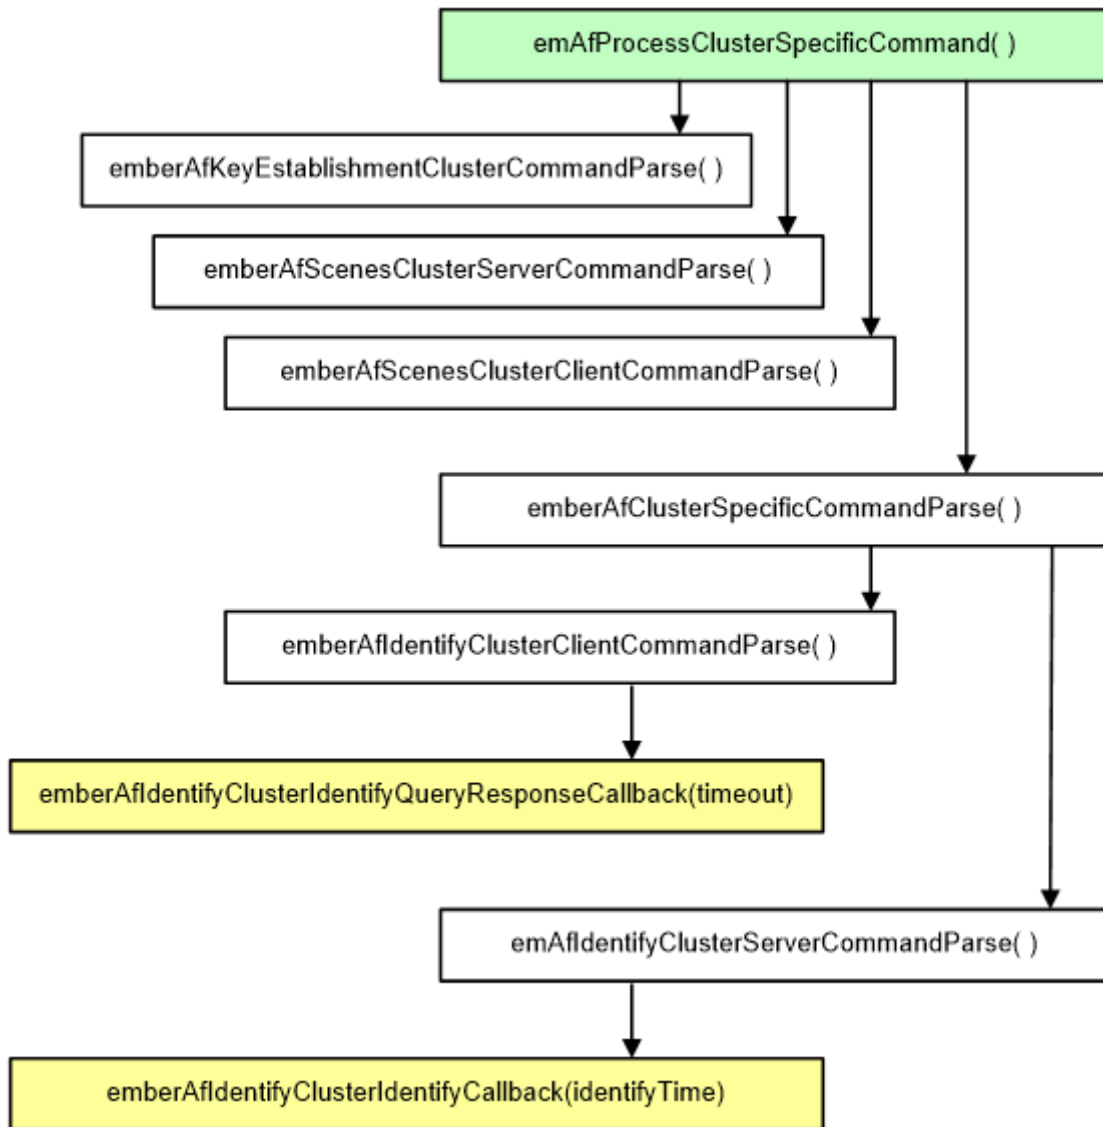 emAfProcessClusterSpecificCommand( )
emberAfKeyEstablishmentClusterCommandParse( )
emberAfScenesClusterServerCommandParse( )
emberAfScenesClusterClientCommandParse( )
emberAfClusterSpecificCommandParse( )
emberAfIdentifyClusterClientCommandParse( )
emberAfIdentifyClusterIdentifyQueryResponseCallback(timeout)
emAfIdentifyClusterServerCommandParse( )
emberAfIdentifyClusterIdentifyCallback(identifyTime)